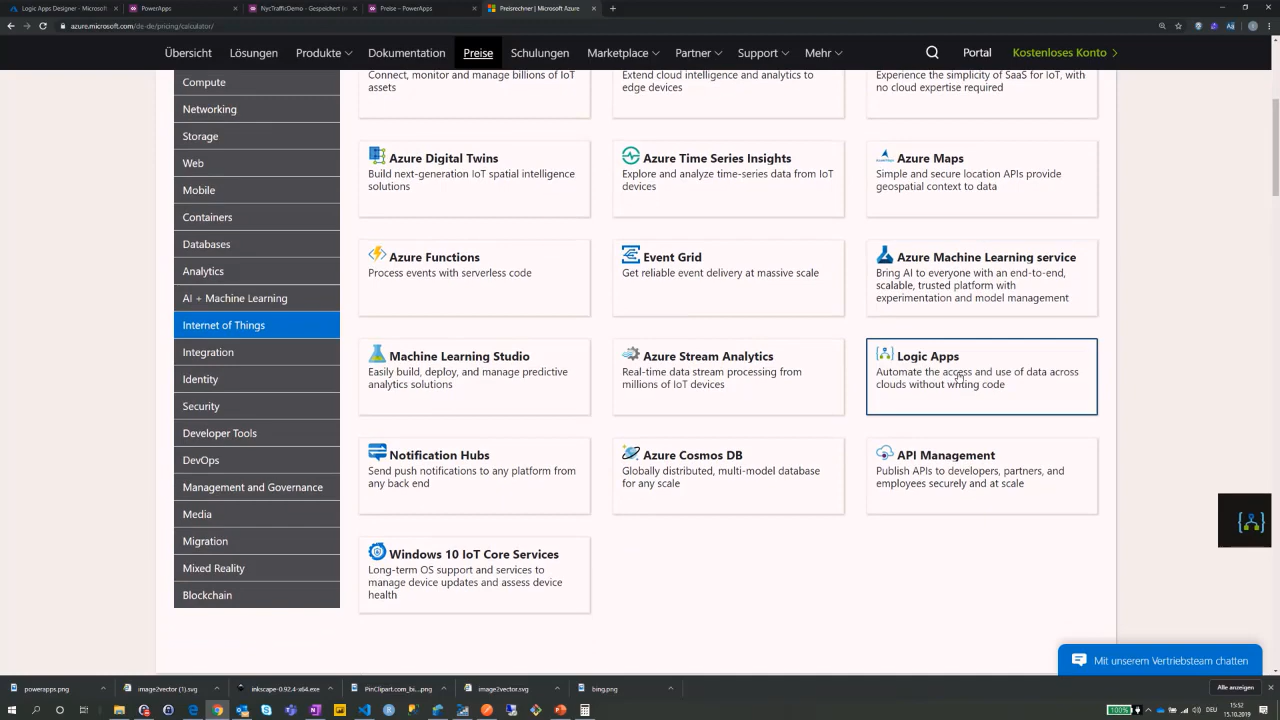 Logic Apps Designer - Microsoft
PowerApps
NycTrafficDemo - Gespeichert (
Preise – PowerApps
Preisrechner | Microsoft Azure
azure.microsoft.com/de-de/pricing/calculator/
Übersicht Lösungen Produkte Dokumentation Preise Schulungen Marketplace Partner Support Mehr Portal Kostenloses Konto
Compute
Networking
Storage
Web
Mobile
Containers
Databases
Analytics
AI + Machine Learning
Internet of Things
Integration
Identity
Security
Developer Tools
DevOps
Management and Governance
Media
Migration
Mixed Reality
Blockchain
Connect, monitor and manage billions of IoT
assets
Extend cloud intelligence and analytics to
edge devices
Experience the simplicity of SaaS for IoT, with
no cloud expertise required
Azure Digital Twins
Build next-generation IoT spatial intelligence
solutions
Azure Time Series Insights
Explore and analyze time-series data from IoT
devices
Azure Maps
Simple and secure location APIs provide
geospatial context to data
Azure Functions
Process events with serverless code
Event Grid
Get reliable event delivery at massive scale
Azure Machine Learning service
Bring AI to everyone with an end-to-end,
scalable, trusted platform with
experimentation and model management
Machine Learning Studio
Easily build, deploy, and manage predictive
analytics solutions
Azure Stream Analytics
Real-time data stream processing from
millions of IoT devices
Logic Apps
Automate the access and use of data across
clouds without writing code
Notification Hubs
Send push notifications to any platform from
any back end
Azure Cosmos DB
Globally distributed, multi-model database
for any scale
API Management
Publish APIs to developers, partners, and
employees securely and at scale
Windows 10 IoT Core Services
Long-term OS support and services to
manage device updates and assess device
health
Mit unserem Vertriebsteam chatten
powerapps.png
image2vector (1).svg
inkscape-0.92.4-x64.exe
PinClipart.com_bi....png
image2vector.svg
bing.png
Alle anzeigen
100%
DEU
15:52
15.10.2019